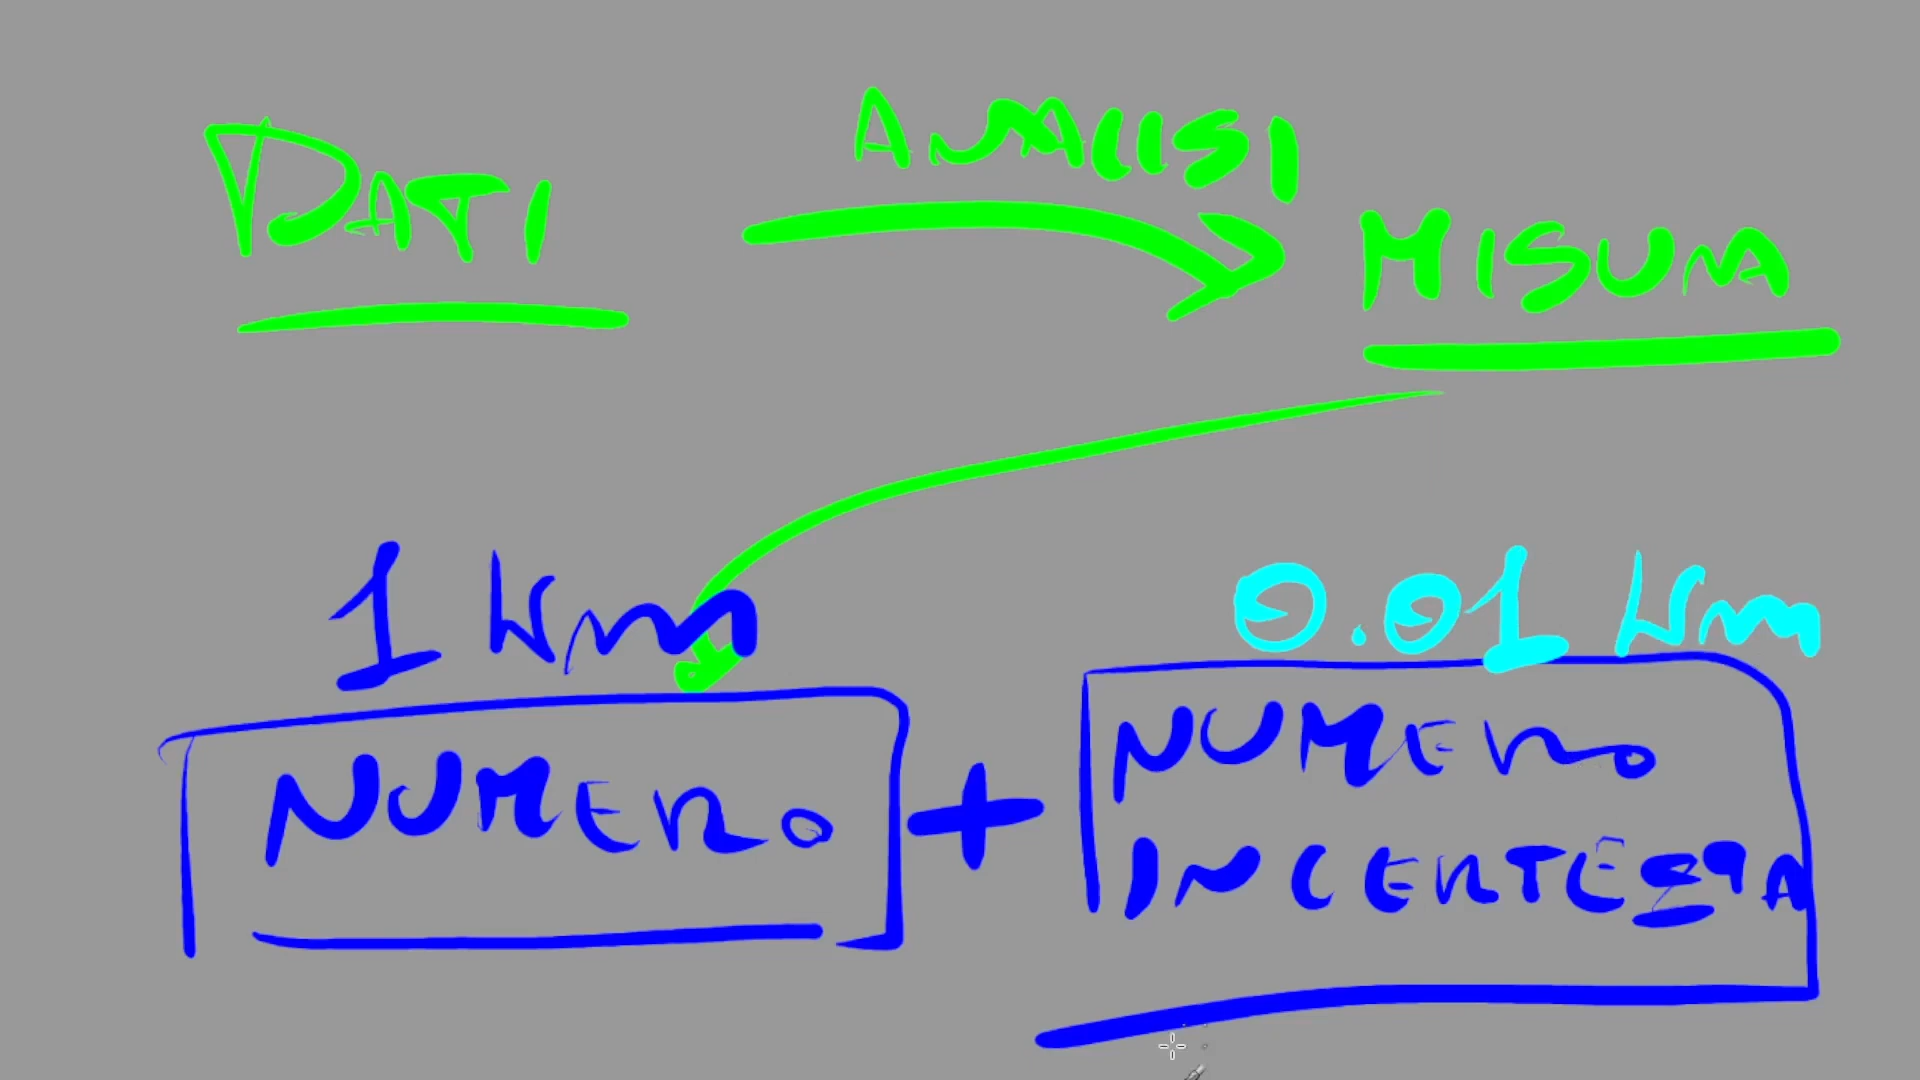 DATI
ANALISI
MISURA
1 Km
0.01 Km
NUMERO
+
NUMERO
INCERTEZZA